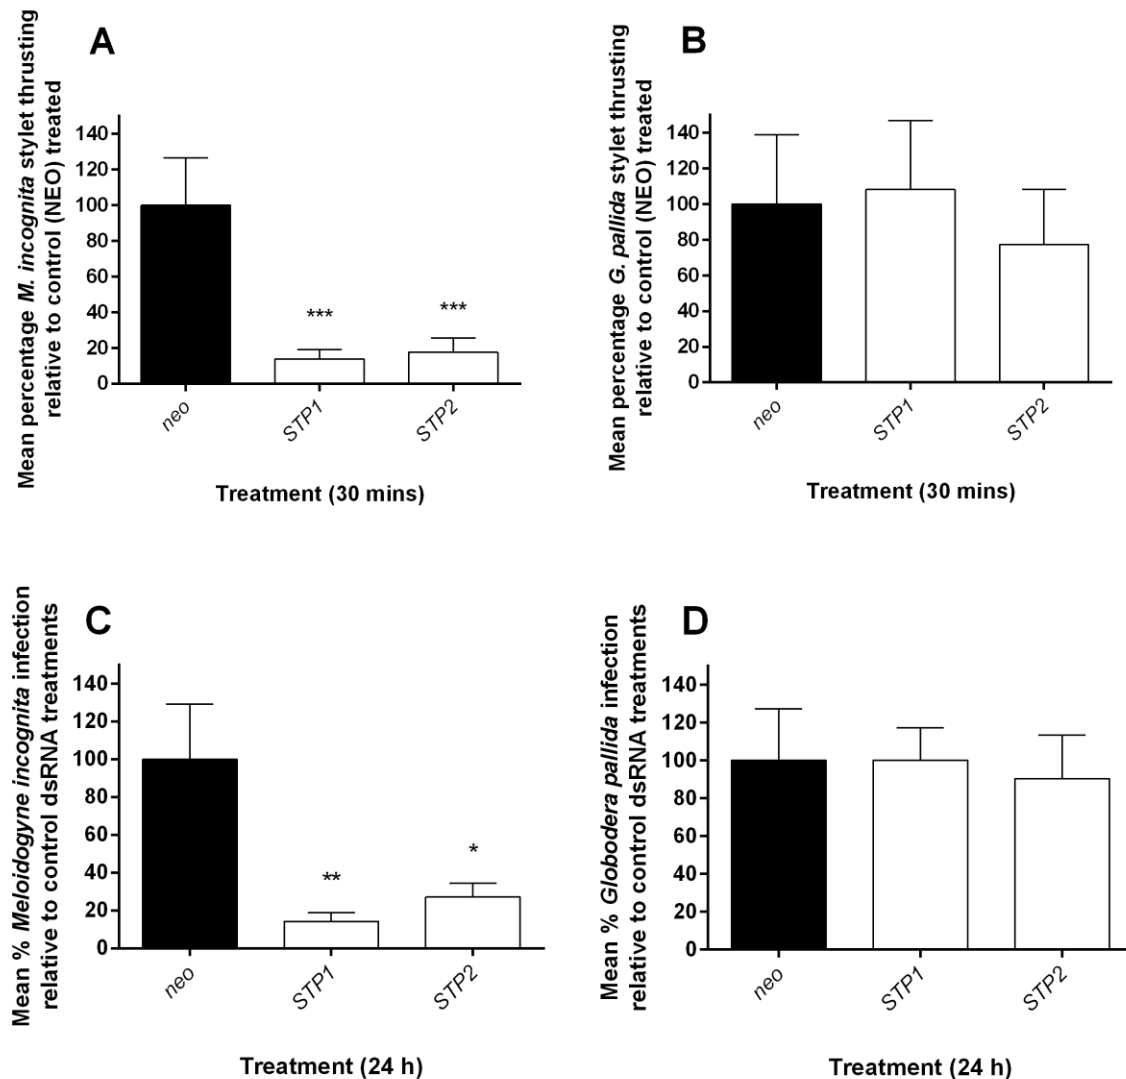 A
Mean percentage M. incognita stylet thrusting
relative to control (NEO) treated
140
120
100
80
60
40
20
0
***
***
neo
STP1
STP2
Treatment (30 mins)
B
Mean percentage G. pallida stylet thrusting
relative to control (NEO) treated
140
120
100
80
60
40
20
0
neo
STP1
STP2
Treatment (30 mins)
C
Mean % Meloidogyne incognita infection
relative to control dsRNA treatments
140
120
100
80
60
40
20
0
**
*
neo
STP1
STP2
Treatment (24 h)
D
Mean % Globodera pallida infection
relative to control dsRNA treatments
140
120
100
80
60
40
20
0
neo
STP1
STP2
Treatment (24 h)